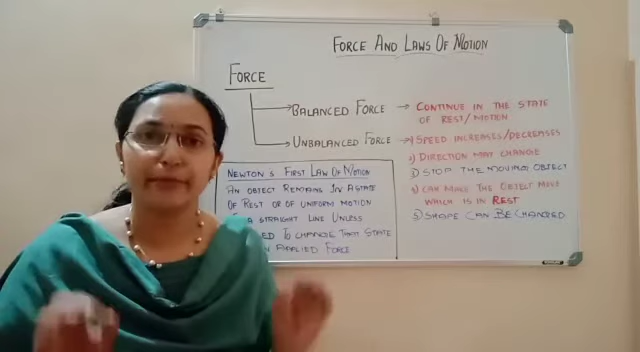 FORCE AND LAWS OF MOTION
FORCE
BALANCED FORCE → CONTINUE IN THE STATE
OF REST/MOTION
UNBALANCED FORCE → 1) SPEED INCREASES/DECREASES
2) DIRECTION MAY CHANGE
3) STOP THE MOVING OBJECT
4) CAN MAKE THE OBJECT MOVE
WHICH IS IN REST
5) SHAPE CAN BE CHANGED
NEWTON'S FIRST LAW OF MOTION
AN OBJECT REMAINS IN A STATE
OF REST OR OF UNIFORM MOTION
A STRAIGHT LINE UNLESS
TO CHANGE THAT STATE
APPLIED FORCE